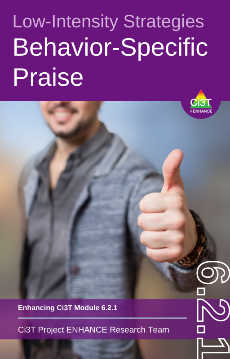 Low-Intensity Strategies
Behavior-Specific
Praise
Ci3T
ENHANCE
Enhancing Ci3T Module 6.2.1
Ci3T Project ENHANCE Research Team
6.2.1